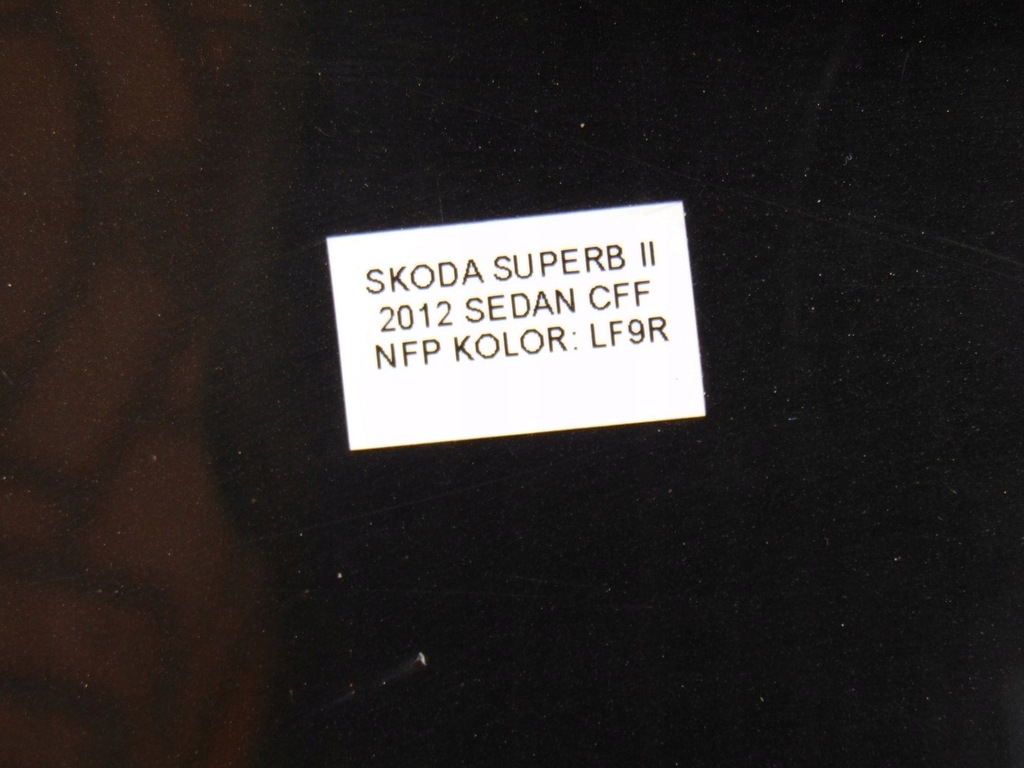 SKODA SUPERB II
2012 SEDAN CFF
NFP KOLOR: LF9R